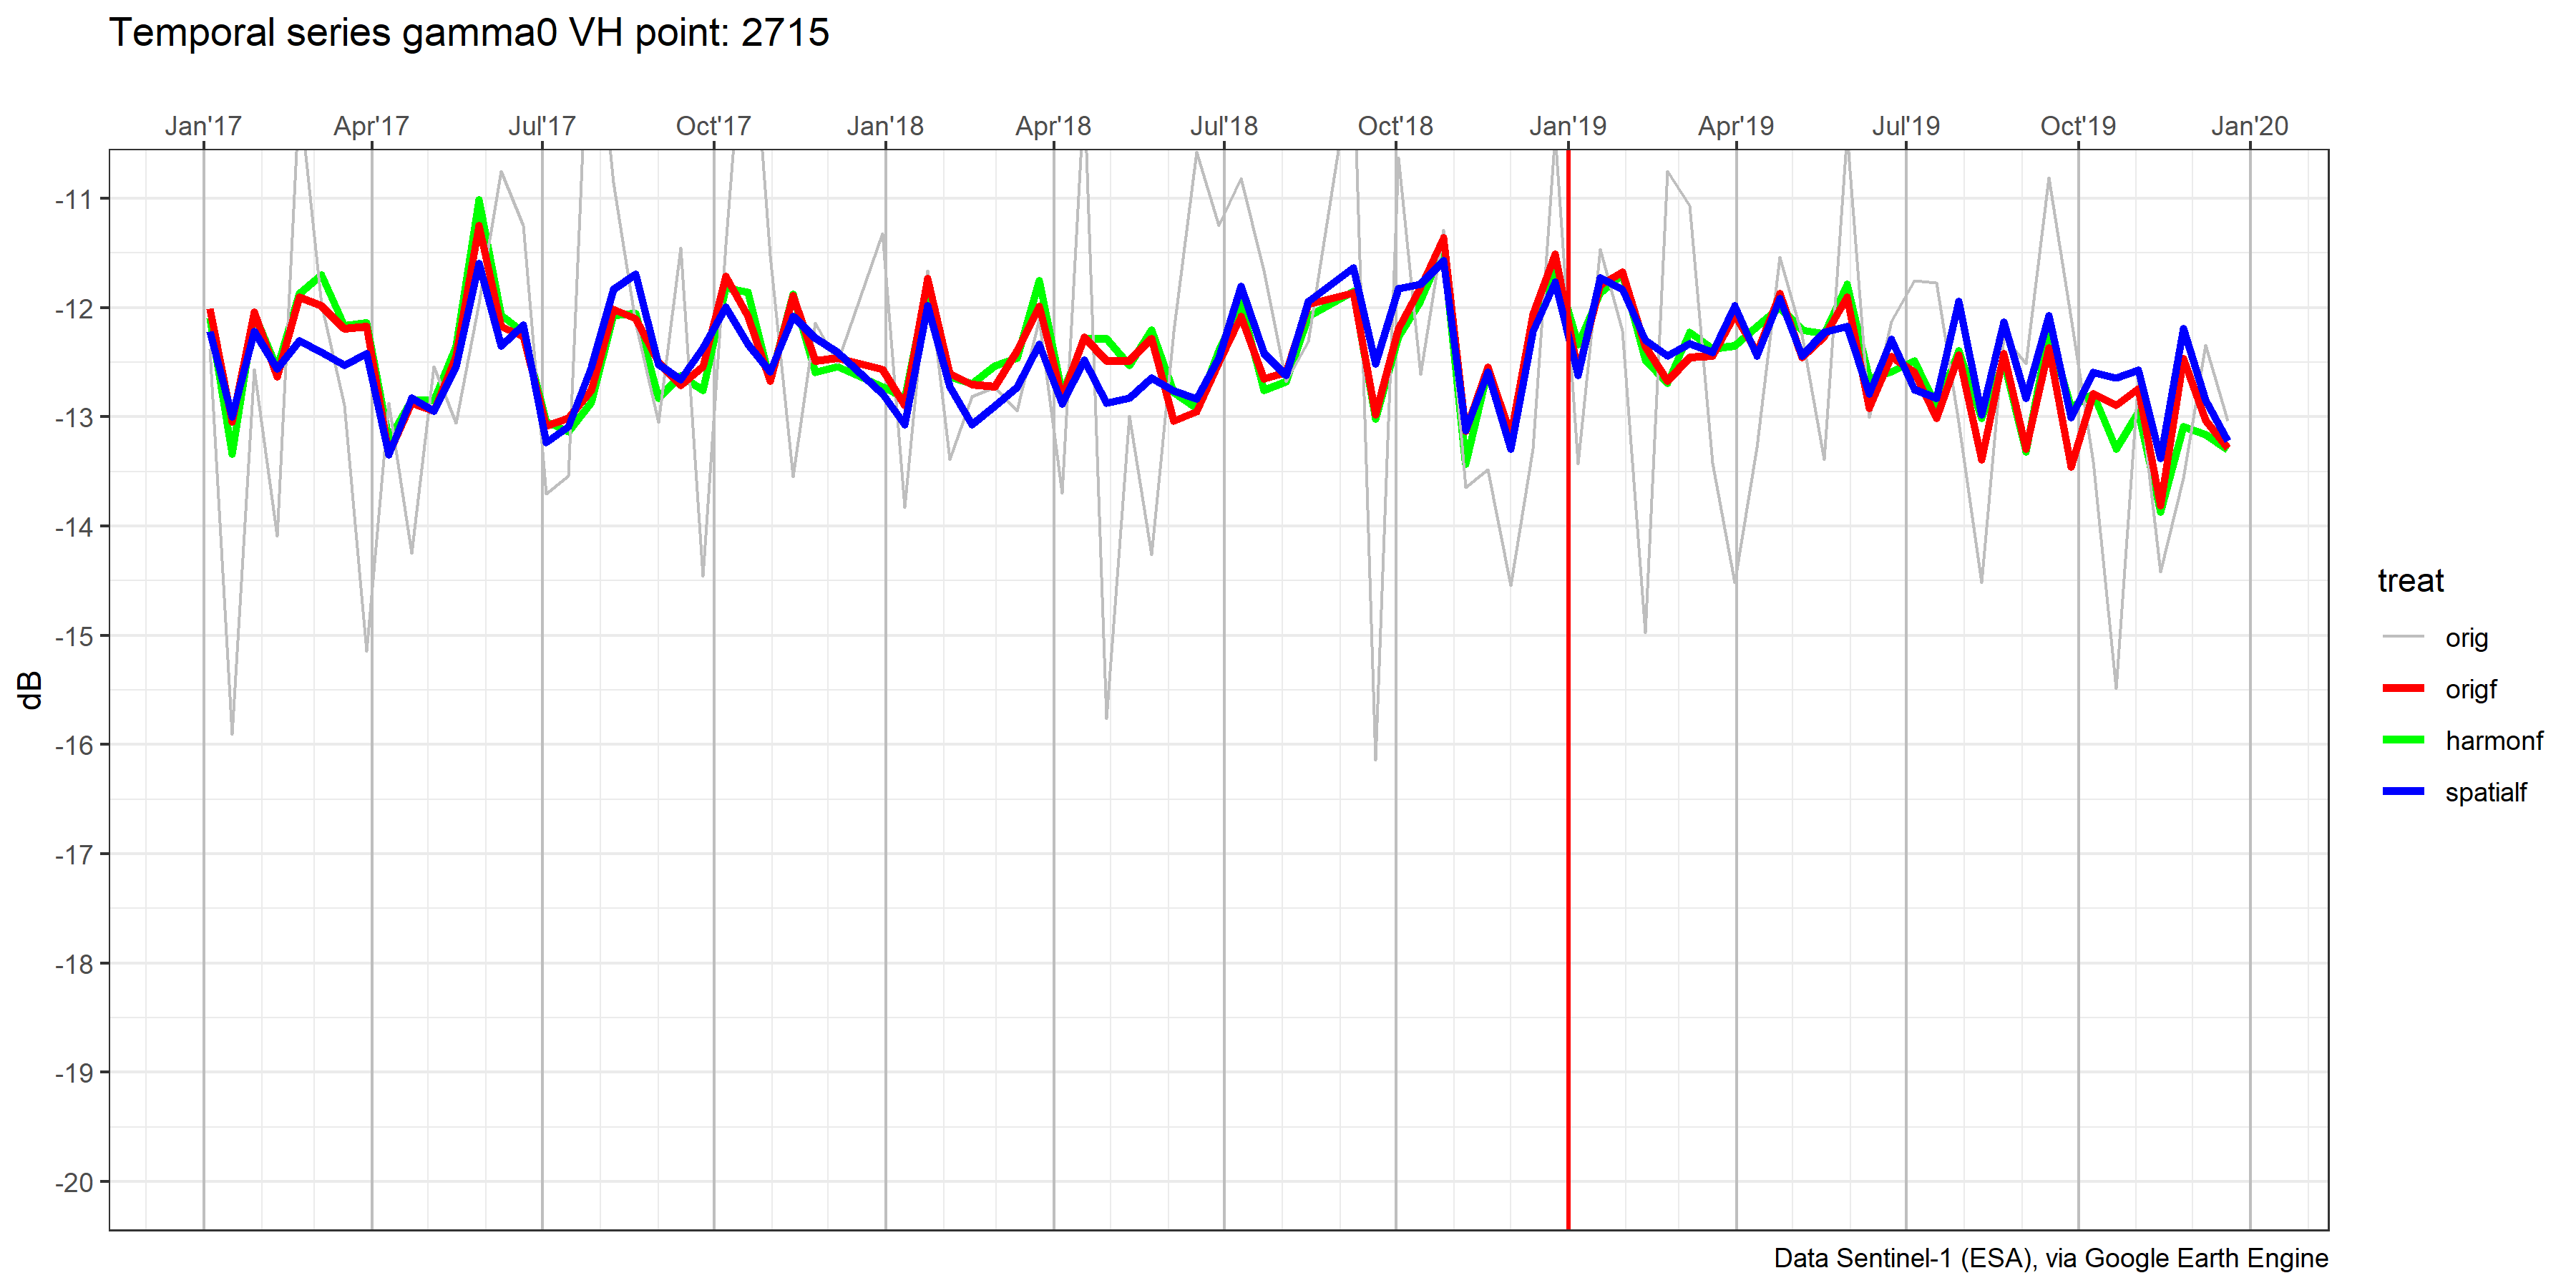 Temporal series gamma0 VH point: 2715
Jan'17 Apr'17 Jul'17 Oct'17 Jan'18 Apr'18 Jul'18 Oct'18 Jan'19 Apr'19 Jul'19 Oct'19 Jan'20
-11
-12
-13
-14
-15
-16
-17
-18
-19
-20
dB
treat
orig
origf
harmonf
spatialf
Data Sentinel-1 (ESA), via Google Earth Engine